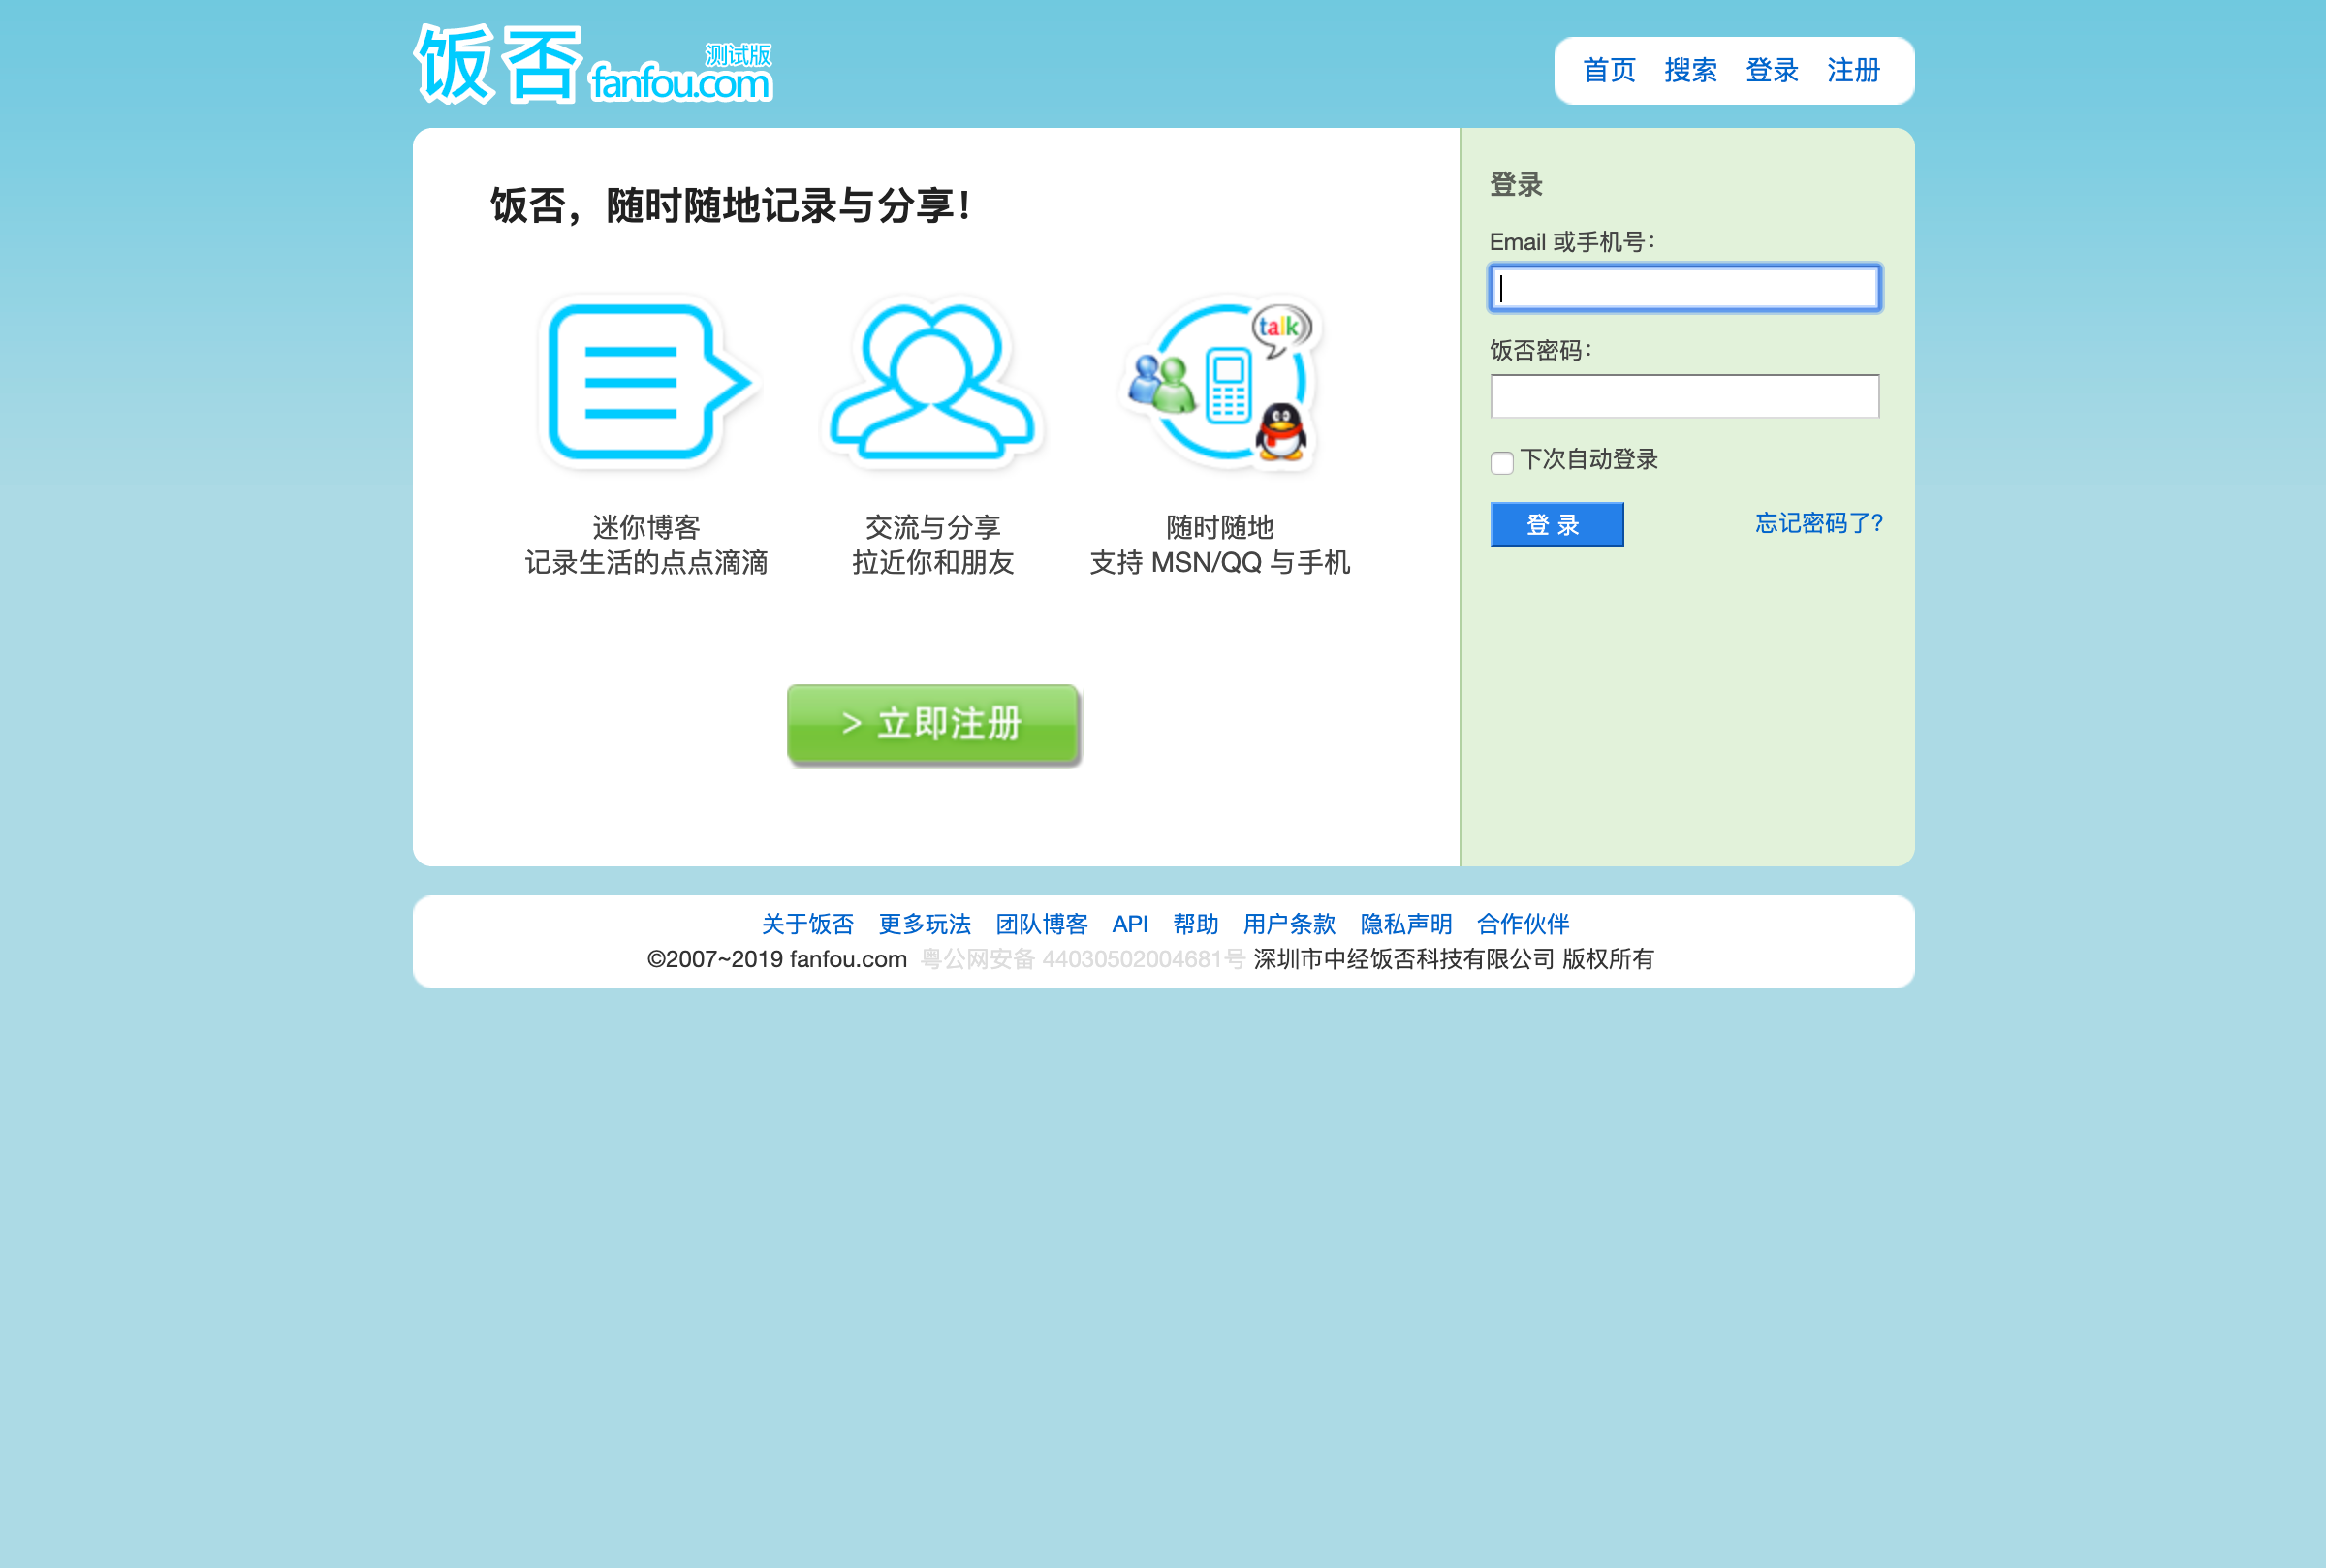 饭否 测试版
fanfou.com
首页 搜索 登录 注册
饭否，随时随地记录与分享！
talk
迷你博客
记录生活的点点滴滴
交流与分享
拉近你和朋友
随时随地
支持 MSN/QQ 与手机
> 立即注册
登录
Email 或手机号：
饭否密码：
下次自动登录
登 录 忘记密码了?
关于饭否 更多玩法 团队博客 API 帮助 用户条款 隐私声明 合作伙伴
©2007~2019 fanfou.com 粤公网安备 44030502004681号 深圳市中经饭否科技有限公司 版权所有